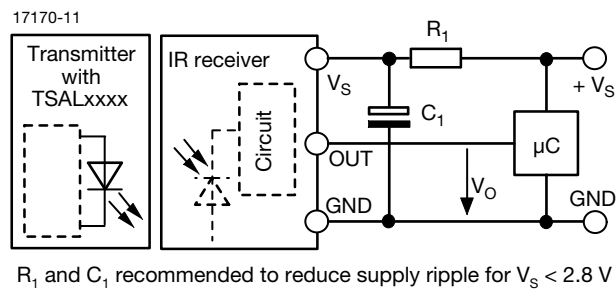 17170-11
Transmitter
with
TSALxxxx
IR receiver
Circuit
VS
OUT
GND
R1
C1
VO
µC
+ VS
GND
R1 and C1 recommended to reduce supply ripple for VS < 2.8 V